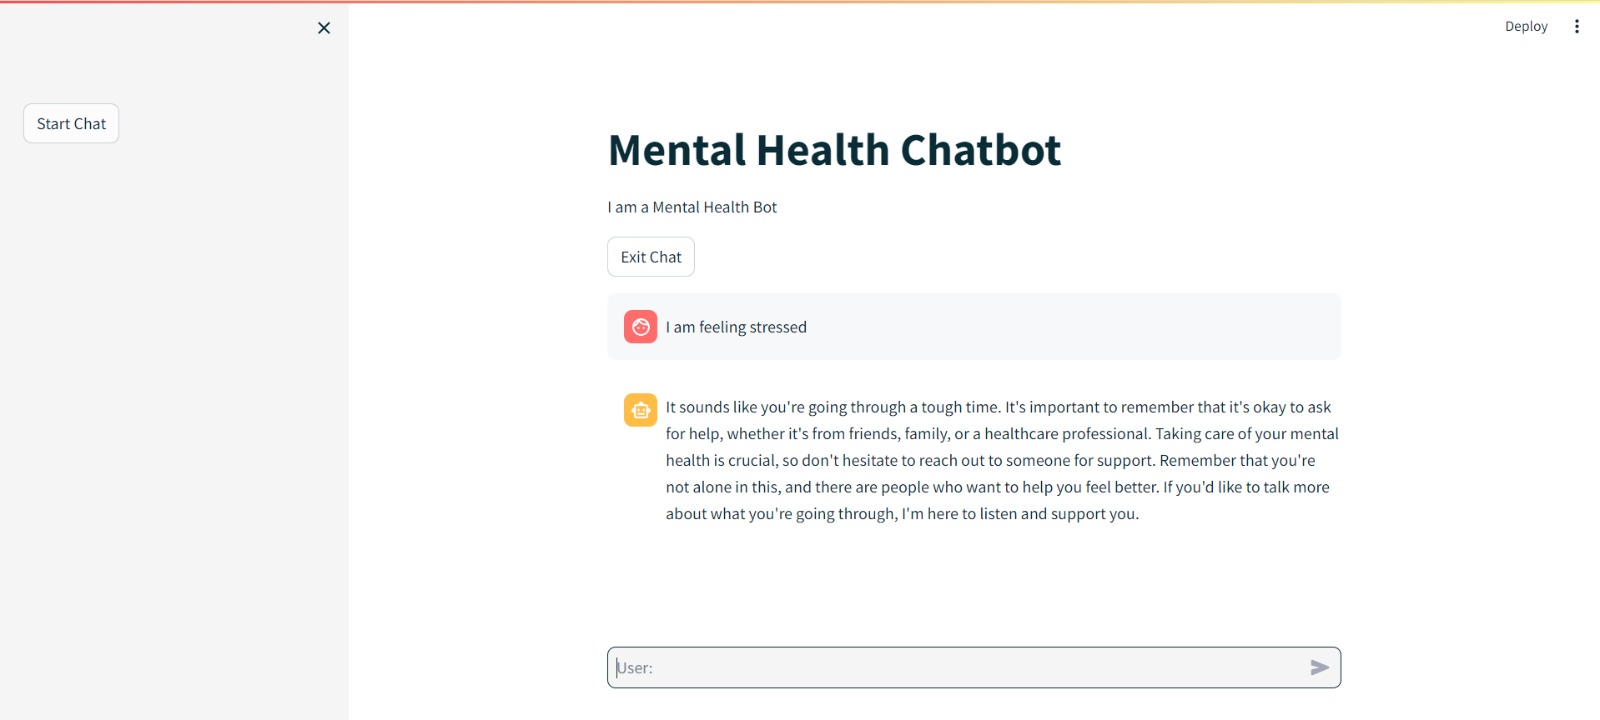 Deploy
Start Chat
Mental Health Chatbot
I am a Mental Health Bot
Exit Chat
I am feeling stressed
It sounds like you're going through a tough time. It's important to remember that it's okay to ask
for help, whether it's from friends, family, or a healthcare professional. Taking care of your mental
health is crucial, so don't hesitate to reach out to someone for support. Remember that you're
not alone in this, and there are people who want to help you feel better. If you'd like to talk more
about what you're going through, I'm here to listen and support you.
User: